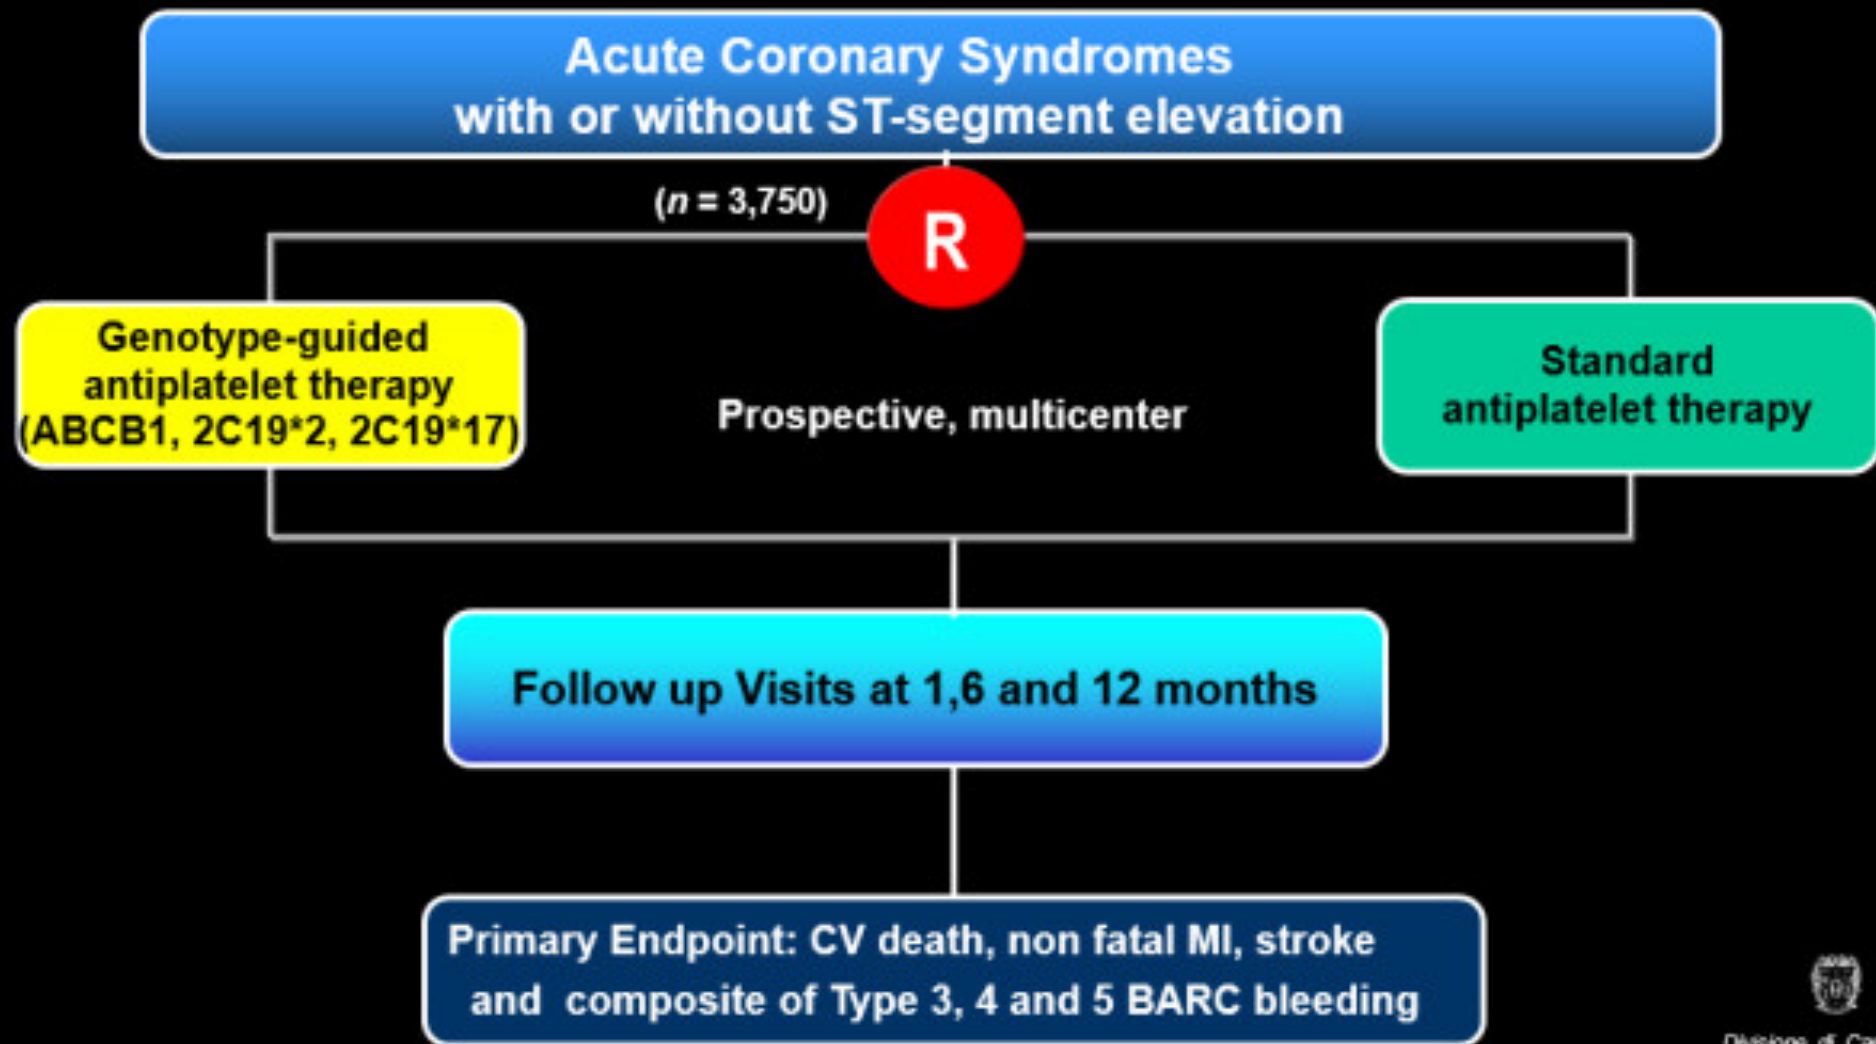 Acute Coronary Syndromes
with or without ST-segment elevation
(n = 3,750)
R
Genotype-guided
antiplatelet therapy
(ABCB1, 2C19*2, 2C19*17)
Prospective, multicenter
Standard
antiplatelet therapy
Follow up Visits at 1,6 and 12 months
Primary Endpoint: CV death, non fatal MI, stroke
and composite of Type 3, 4 and 5 BARC bleeding
Divisione di